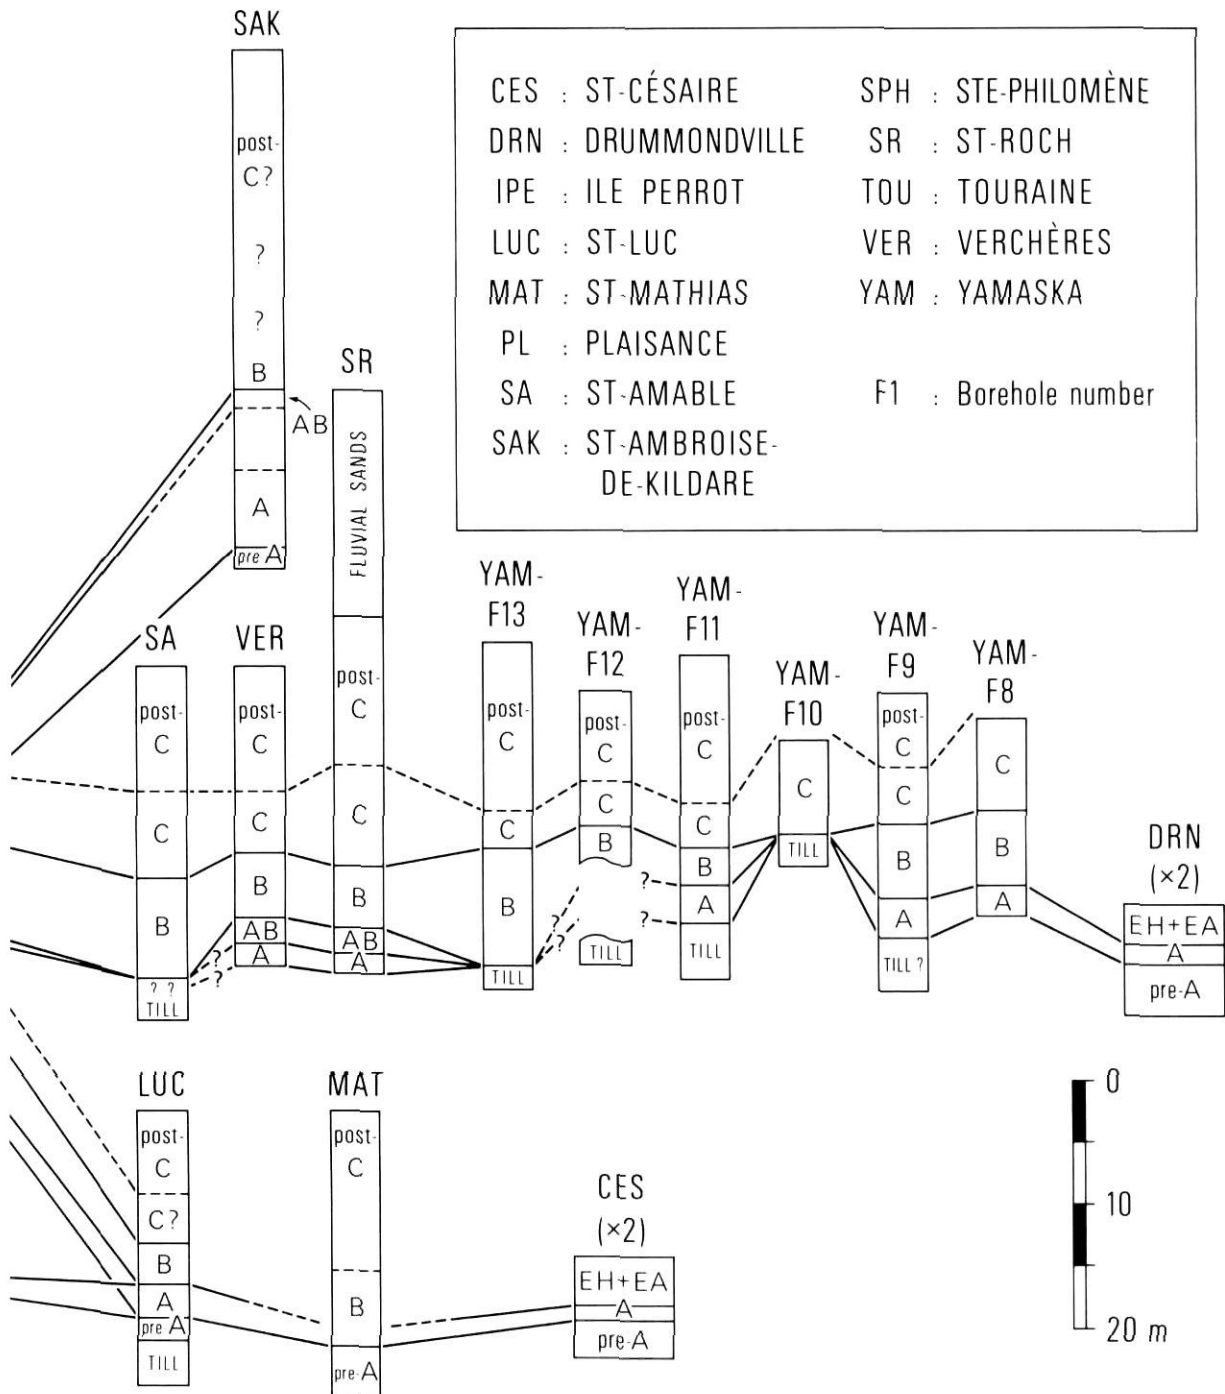 SAK
post-
C?
?
?
B
AB
A
pre A
CES : ST-CÉSAIRE
DRN : DRUMMONDVILLE
IPE : ILE PERROT
LUC : ST-LUC
MAT : ST-MATHIAS
PL : PLAISANCE
SA : ST-AMABLE
SAK : ST-AMBROISE-
DE-KILDARE
SPH : STE-PHILOMÈNE
SR : ST-ROCH
TOU : TOURAINE
VER : VERCHÈRES
YAM : YAMASKA
F1 : Borehole number
SA
post-
C
C
B
? ?
TILL
?
?
VER
post-
C
C
B
AB
A
SR
FLUVIAL SANDS
post-
C
C
B
AB
A
YAM-
F13
post-
C
C
B
TILL
?
?
YAM-
F12
post-
C
C
B
TILL
?
?
YAM-
F11
post-
C
C
B
A
TILL
YAM-
F10
C
TILL
YAM-
F9
post-
C
C
B
A
TILL ?
YAM-
F8
C
B
A
DRN
(×2)
EH+EA
A
pre-A
LUC
post-
C
C?
B
A
pre A
TILL
MAT
post-
C
B
pre-A
CES
(×2)
EH+EA
A
pre-A
0
10
20 m